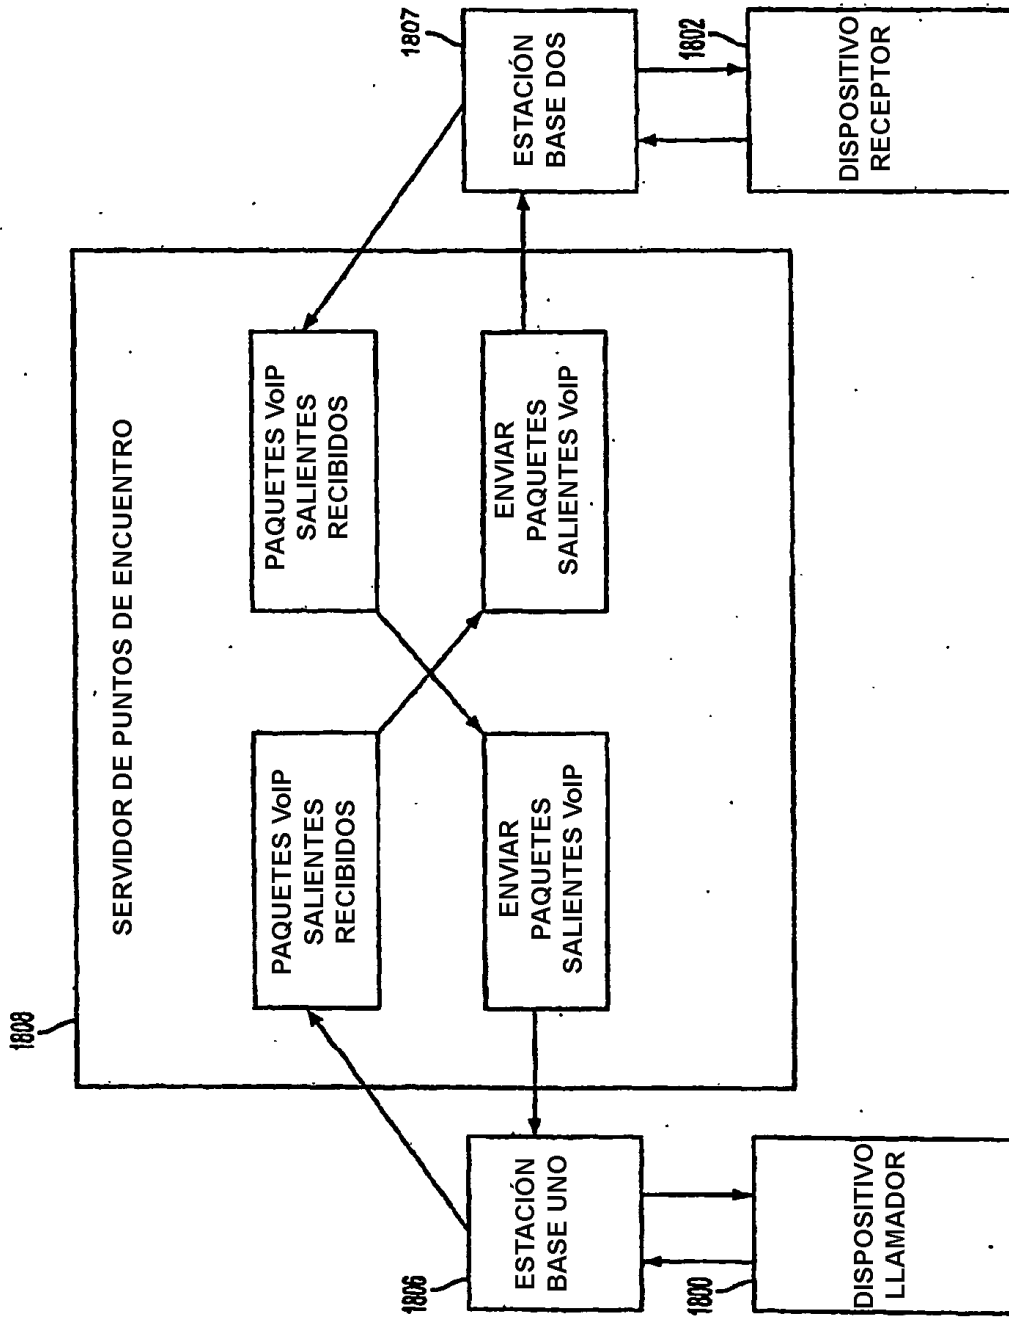 1808
SERVIDOR DE PUNTOS DE ENCUENTRO
PAQUETES VoIP
SALIENTES
RECIBIDOS
PAQUETES VoIP
SALIENTES
RECIBIDOS
ENVIAR
PAQUETES
SALIENTES VoIP
ENVIAR
PAQUETES
SALIENTES VoIP
1806
ESTACIÓN
BASE UNO
1807
ESTACIÓN
BASE DOS
1800
DISPOSITIVO
LLAMADOR
1802
DISPOSITIVO
RECEPTOR